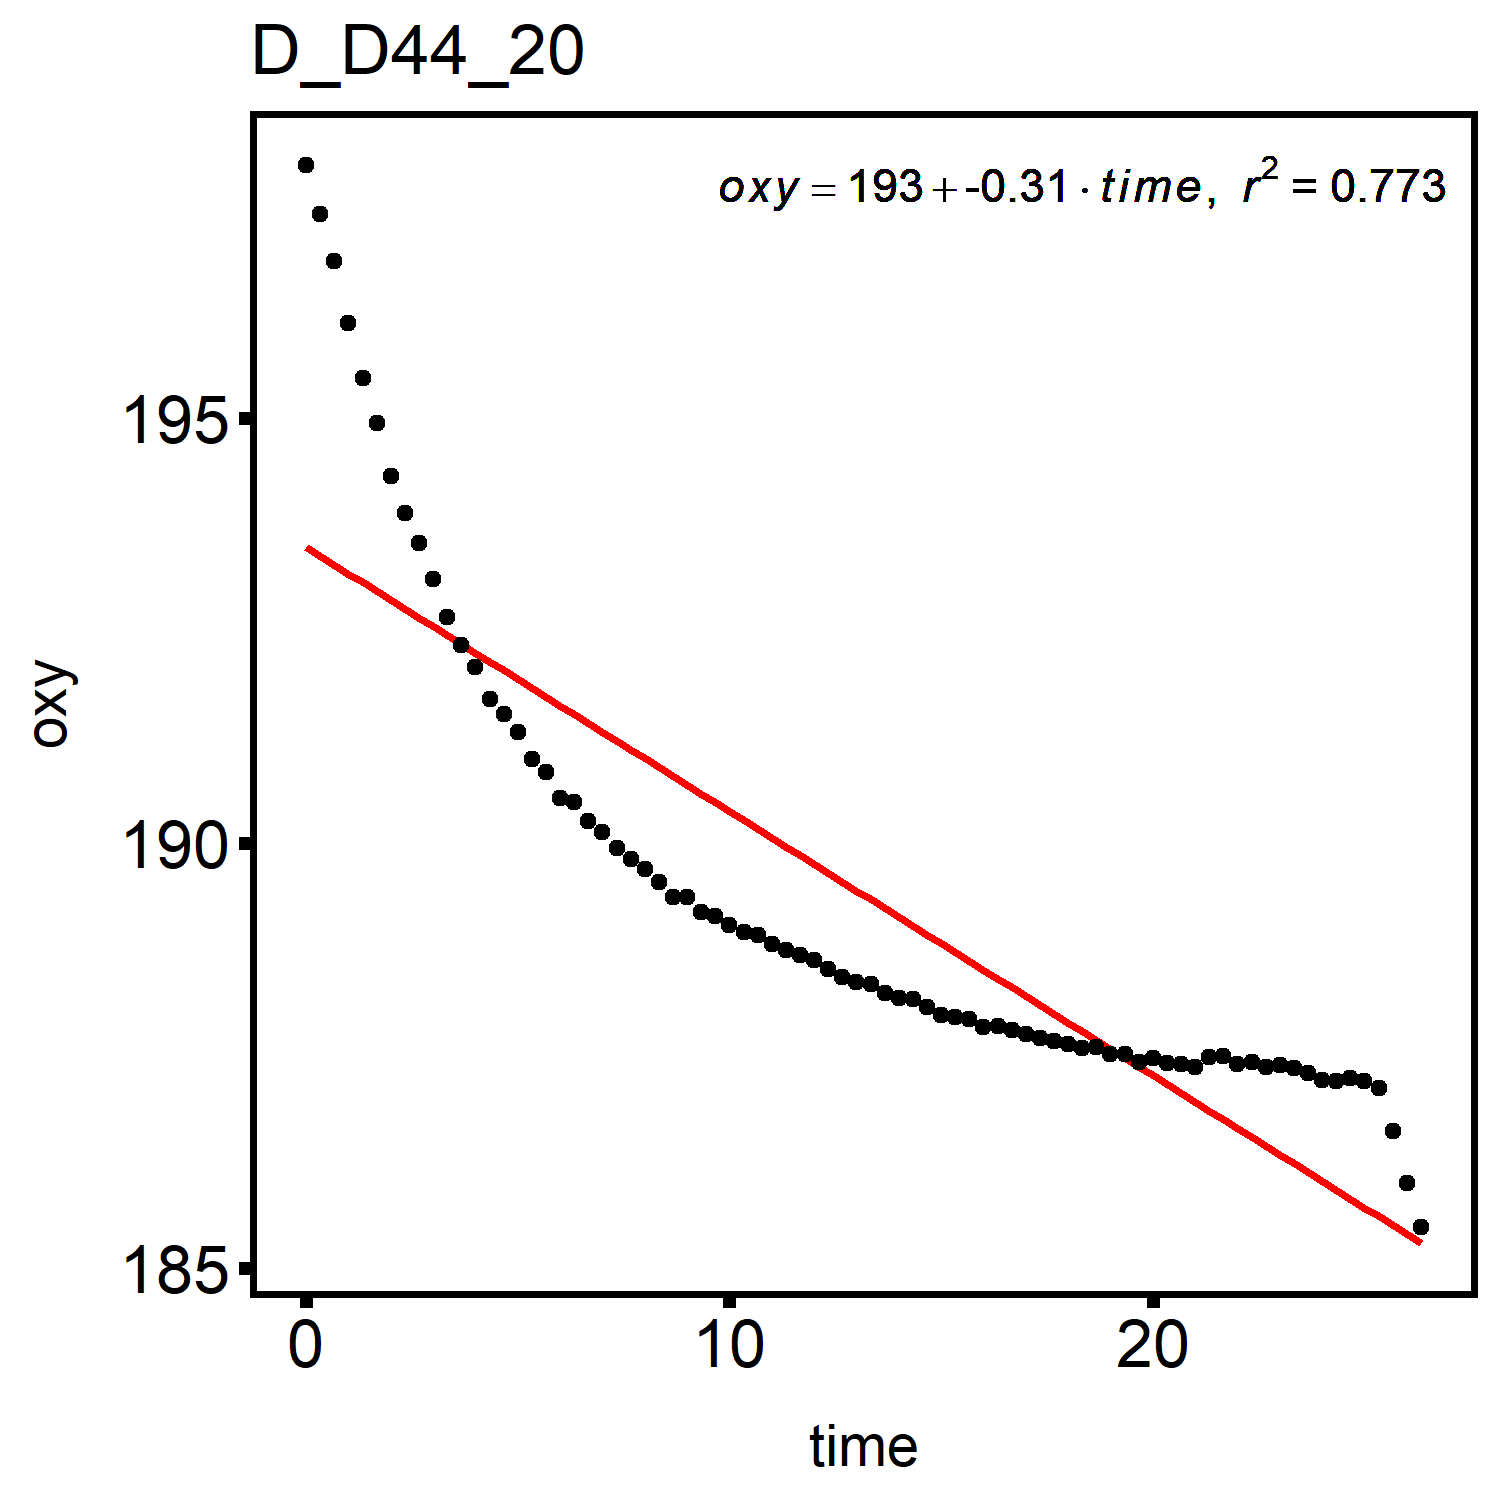 D_D44_20
oxy = 193 + -0.31 · time, r² = 0.773
195
190
185
oxy
0 10 20
time